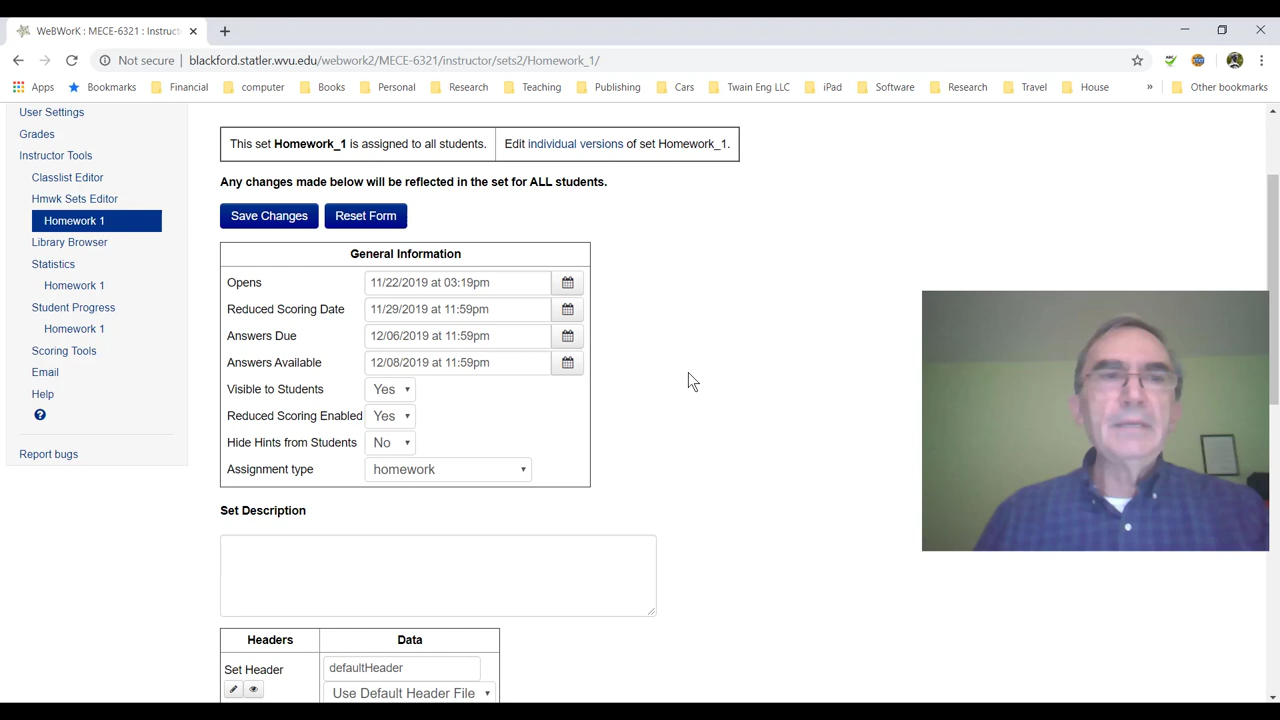 WeBWorK : MECE-6321 : Instruct
Not secure
blackford.statler.wvu.edu/webwork2/MECE-6321/instructor/sets2/Homework_1/
Apps
Bookmarks
Financial
computer
Books
Personal
Research
Teaching
Publishing
Cars
Twain Eng LLC
iPad
Software
Research
Travel
House
»
Other bookmarks
User Settings
Grades
Instructor Tools
Classlist Editor
Hmwk Sets Editor
Homework 1
Library Browser
Statistics
Homework 1
Student Progress
Homework 1
Scoring Tools
Email
Help
Report bugs
This set Homework_1 is assigned to all students.
Edit individual versions of set Homework_1.
Any changes made below will be reflected in the set for ALL students.
Save Changes
Reset Form
General Information
Opens 11/22/2019 at 03:19pm
Reduced Scoring Date 11/29/2019 at 11:59pm
Answers Due 12/06/2019 at 11:59pm
Answers Available 12/08/2019 at 11:59pm
Visible to Students Yes
Reduced Scoring Enabled Yes
Hide Hints from Students No
Assignment type homework
Set Description
Headers Data
Set Header defaultHeader
Use Default Header File